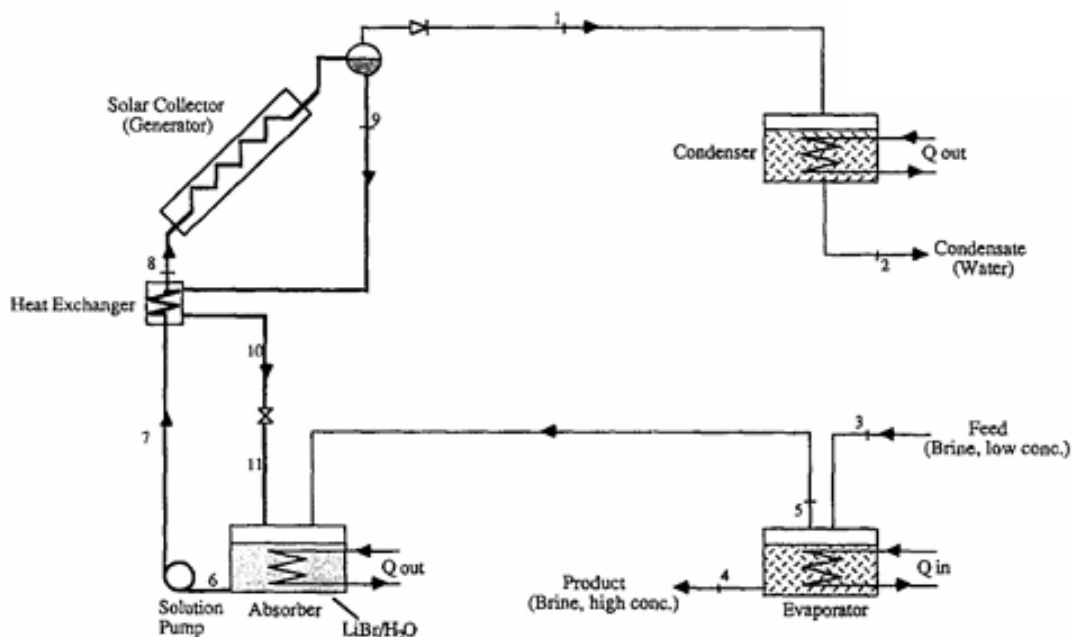 1
Solar Collector
(Generator)
9
Condenser
Q out
8
2
Condensate
(Water)
Heat Exchanger
10
7
3
Feed
(Brine, low conc.)
11
5
Q out
Q in
6
4
Product
(Brine, high conc.)
Solution
Pump
Absorber
Evaporator
LiBr/H2O